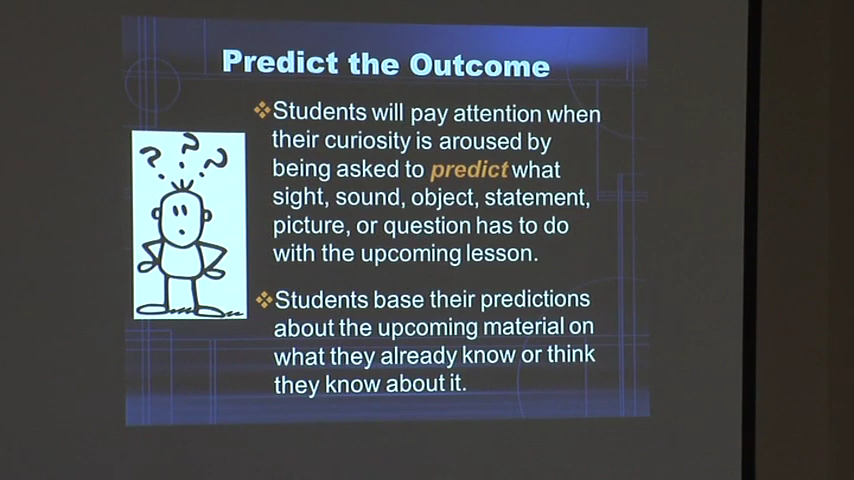 Predict the Outcome
❖Students will pay attention when
their curiosity is aroused by
being asked to predict what
sight, sound, object, statement,
picture, or question has to do
with the upcoming lesson.
❖Students base their predictions
about the upcoming material on
what they already know or think
they know about it.
? ? ?